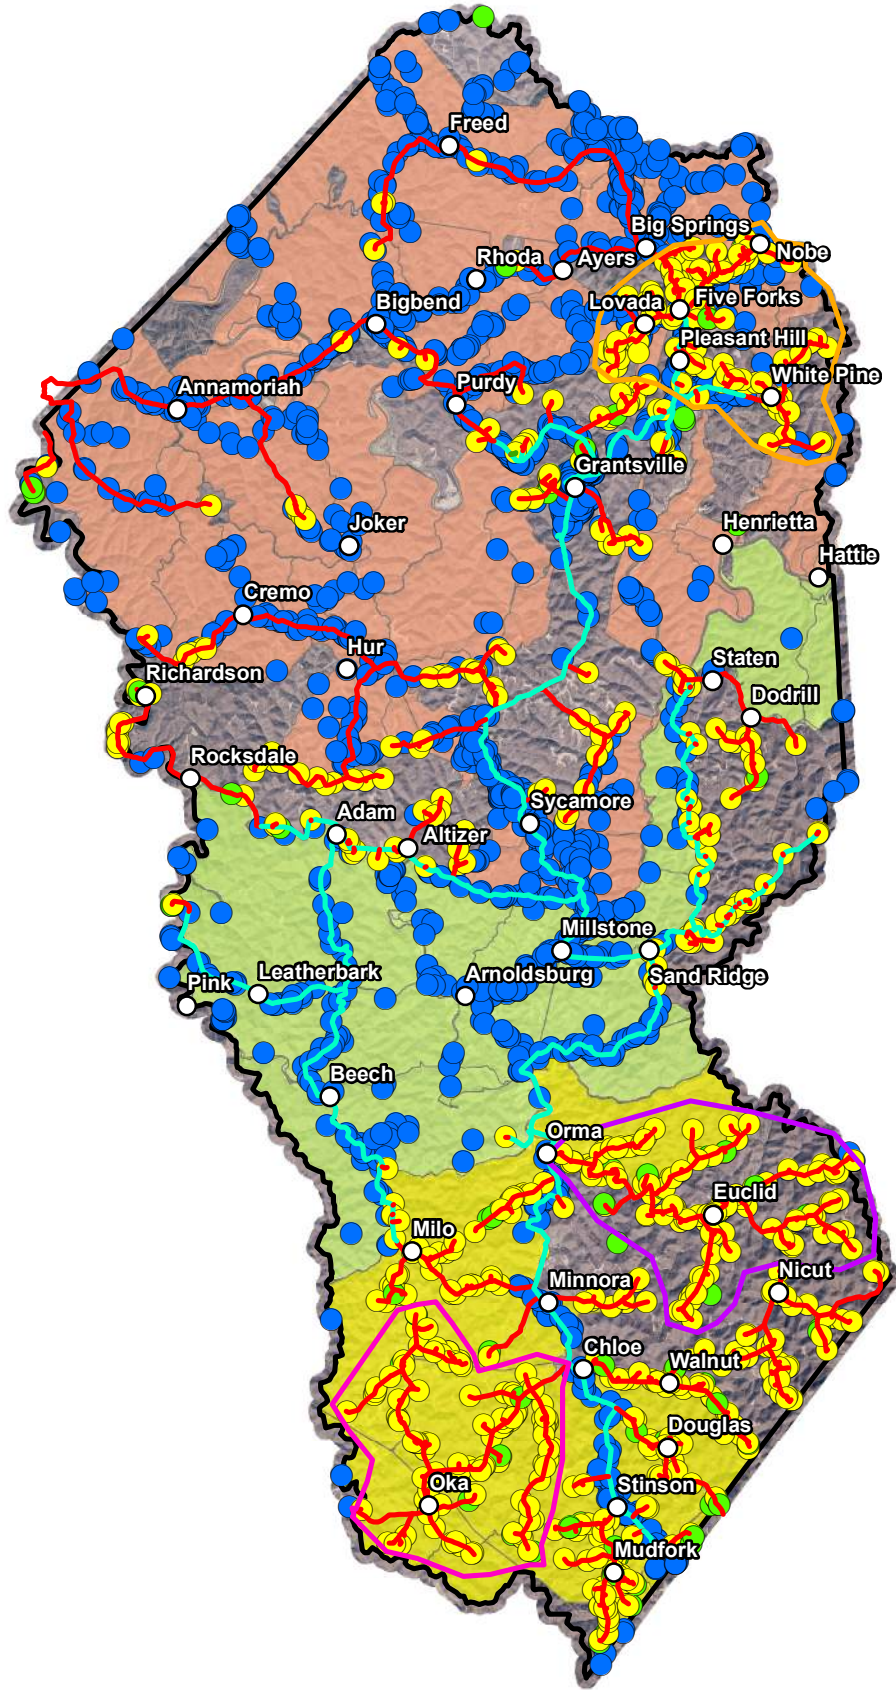 Freed
Big Springs
Nobe
Rhoda
Ayers
Lovada
Five Forks
Bigbend
Pleasant Hill
Annamoriah
Purdy
White Pine
Grantsville
Henrietta
Joker
Hattie
Cremo
Hur
Staten
Richardson
Dodrill
Rocksdale
Adam
Sycamore
Altizer
Millstone
Pink
Leatherbark
Arnoldsburg
Sand Ridge
Beech
Orma
Euclid
Milo
Nicut
Minnora
Chloe
Walnut
Douglas
Oka
Stinson
Mudfork